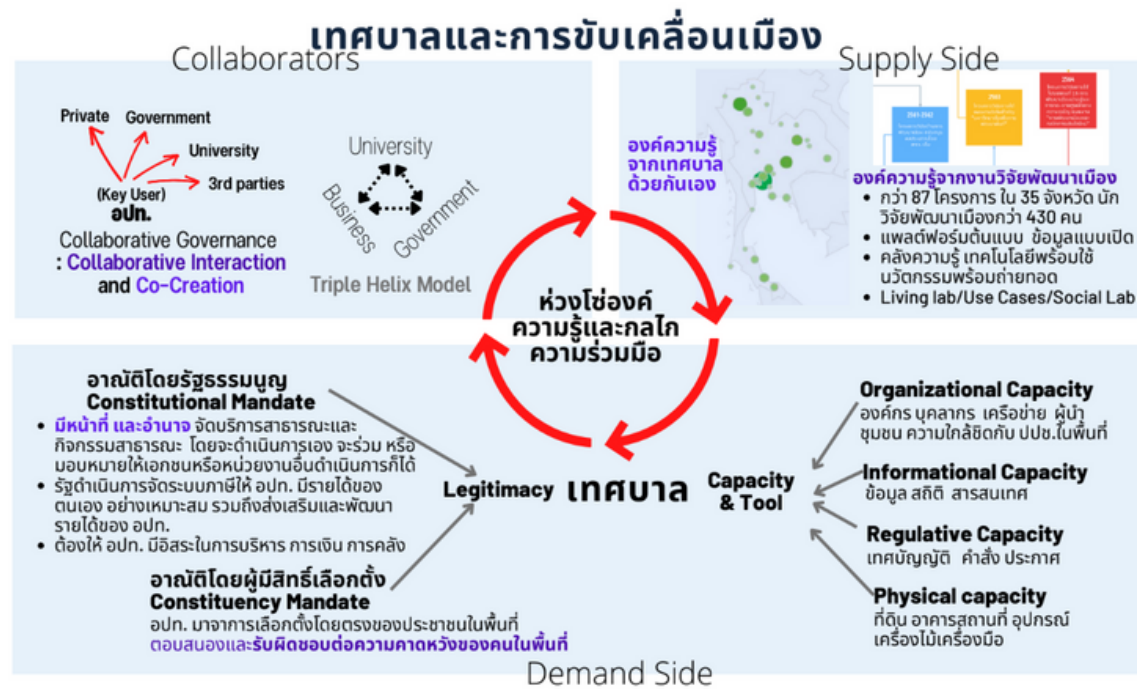 เทศบาลและการขับเคลื่อนเมือง
Collaborators
Private
Government
University
3rd parties
(Key User)
อปท.
Collaborative Governance
: Collaborative Interaction
and Co-Creation
University
Business
Government
Triple Helix Model
Supply Side
องค์ความรู้
จากเทศบาล
ด้วยกันเอง
2561-2562
2563
2564
องค์ความรู้จากงานวิจัยพัฒนาเมือง
• กว่า 87 โครงการ ใน 35 จังหวัด นัก
วิจัยพัฒนาเมืองกว่า 430 คน
• แพลตฟอร์มต้นแบบ ข้อมูลแบบเปิด
• คลังความรู้ เทคโนโลยีพร้อมใช้
นวัตกรรมพร้อมถ่ายทอด
• Living lab/Use Cases/Social Lab
ห่วงโซ่องค์
ความรู้และกลไก
ความร่วมมือ
อาณัติโดยรัฐธรรมนูญ
Constitutional Mandate
• มีหน้าที่ และอำนาจ จัดบริการสาธารณะและ
กิจกรรมสาธารณะ โดยจะดำเนินการเอง จะร่วม หรือ
มอบหมายให้เอกชนหรือหน่วยงานอื่นดำเนินการก็ได้
• รัฐดำเนินการจัดระบบภาษีให้ อปท. มีรายได้ของ
ตนเอง อย่างเหมาะสม รวมถึงส่งเสริมและพัฒนา
รายได้ของ อปท.
• ต้องให้ อปท. มีอิสระในการบริหาร การเงิน การคลัง
อาณัติโดยผู้มีสิทธิ์เลือกตั้ง
Constituency Mandate
อปท. มาจาการเลือกตั้งโดยตรงของประชาชนในพื้นที่
ตอบสนองและรับผิดชอบต่อความคาดหวังของคนในพื้นที่
Legitimacy
เทศบาล
Capacity
& Tool
Organizational Capacity
องค์กร บุคลากร เครือข่าย ผู้นำ
ชุมชน ความใกล้ชิดกับ ปปช.ในพื้นที่
Informational Capacity
ข้อมูล สถิติ สารสนเทศ
Regulative Capacity
เทศบัญญัติ คำสั่ง ประกาศ
Physical capacity
ที่ดิน อาคารสถานที่ อุปกรณ์
เครื่องไม้เครื่องมือ
Demand Side